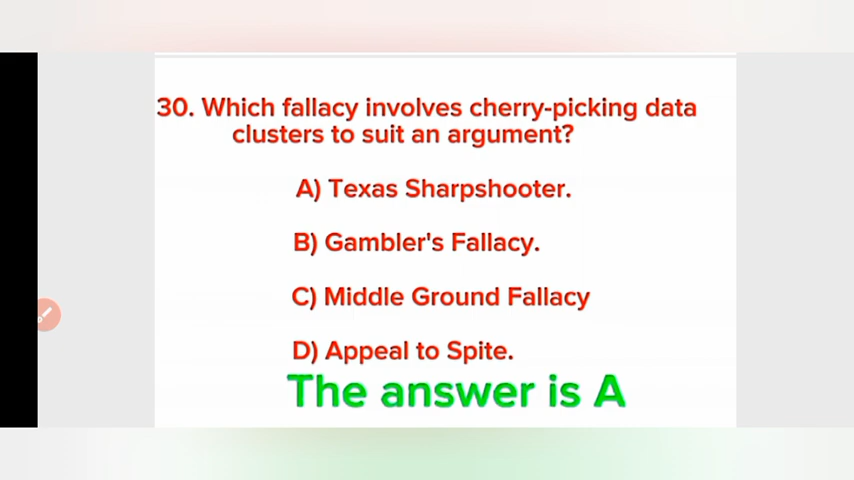 30. Which fallacy involves cherry-picking data
clusters to suit an argument?
A) Texas Sharpshooter.
B) Gambler's Fallacy.
C) Middle Ground Fallacy
D) Appeal to Spite.
The answer is A